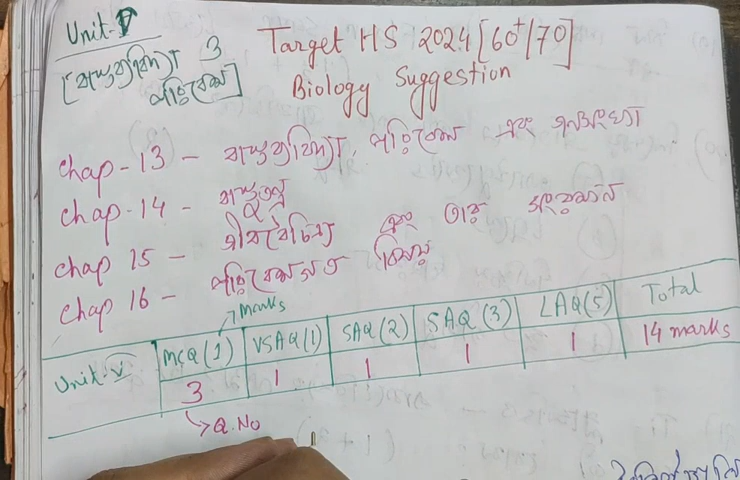 Unit-V
[বাস্তুব্যবিদ্যা ও
পরিবেশ]
Target HS 2024 [60+/70]
Biology Suggestion
Chap-13 - বাস্তুব্যবিদ্যা, পরিবেশ এবং জনসংখ্যা
Chap-14 - বাস্তুতন্ত্র
Chap 15 - জীববৈচিত্র্য এবং তার সংরক্ষণ
Chap 16 - পরিবেশগত বিষয়
→Marks
MCQ (1) VSAQ (1) SAQ (2) SAQ (3) LAQ (5) Total
Unit-V 3 1 1 1 1 14 marks
→Q.No